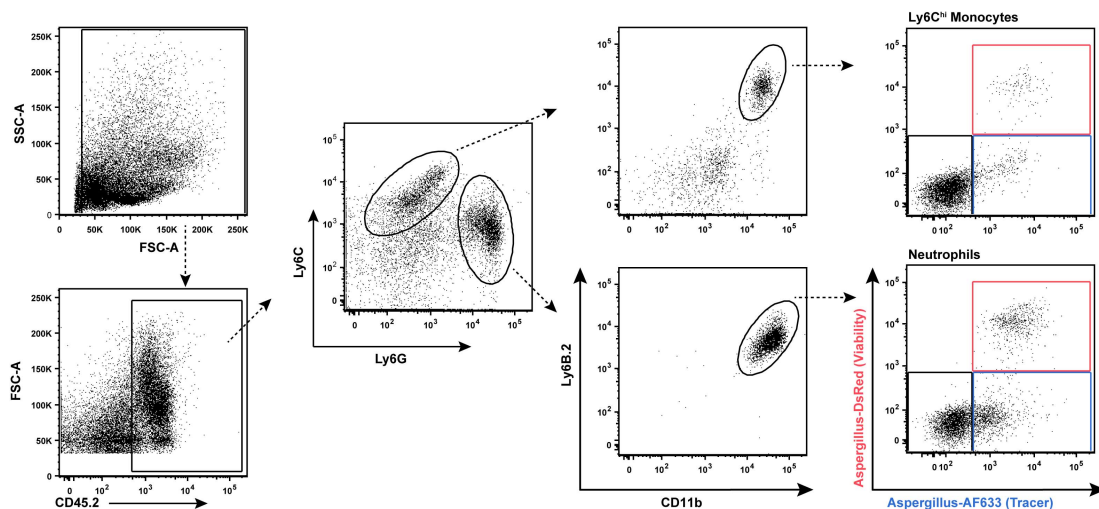 SSC-A
250K
200K
150K
100K
50K
0
0 50K 100K 150K 200K 250K
FSC-A
FSC-A
250K
200K
150K
100K
50K
0
0 10² 10³ 10⁴ 10⁵
CD45.2
Ly6C
10⁵
10⁴
10³
10²
0
0 10² 10³ 10⁴ 10⁵
Ly6G
10⁵
10⁴
10³
10²
0
0 10² 10³ 10⁴ 10⁵
Ly6B.2
10⁵
10⁴
10³
10²
0
0 10² 10³ 10⁴ 10⁵
CD11b
Ly6Cʰⁱ Monocytes
10⁵
10⁴
10³
10²
0
0 10² 10³ 10⁴ 10⁵
Neutrophils
Aspergillus-DsRed (Viability)
10⁵
10⁴
10³
10²
0
0 10² 10³ 10⁴ 10⁵
Aspergillus-AF633 (Tracer)